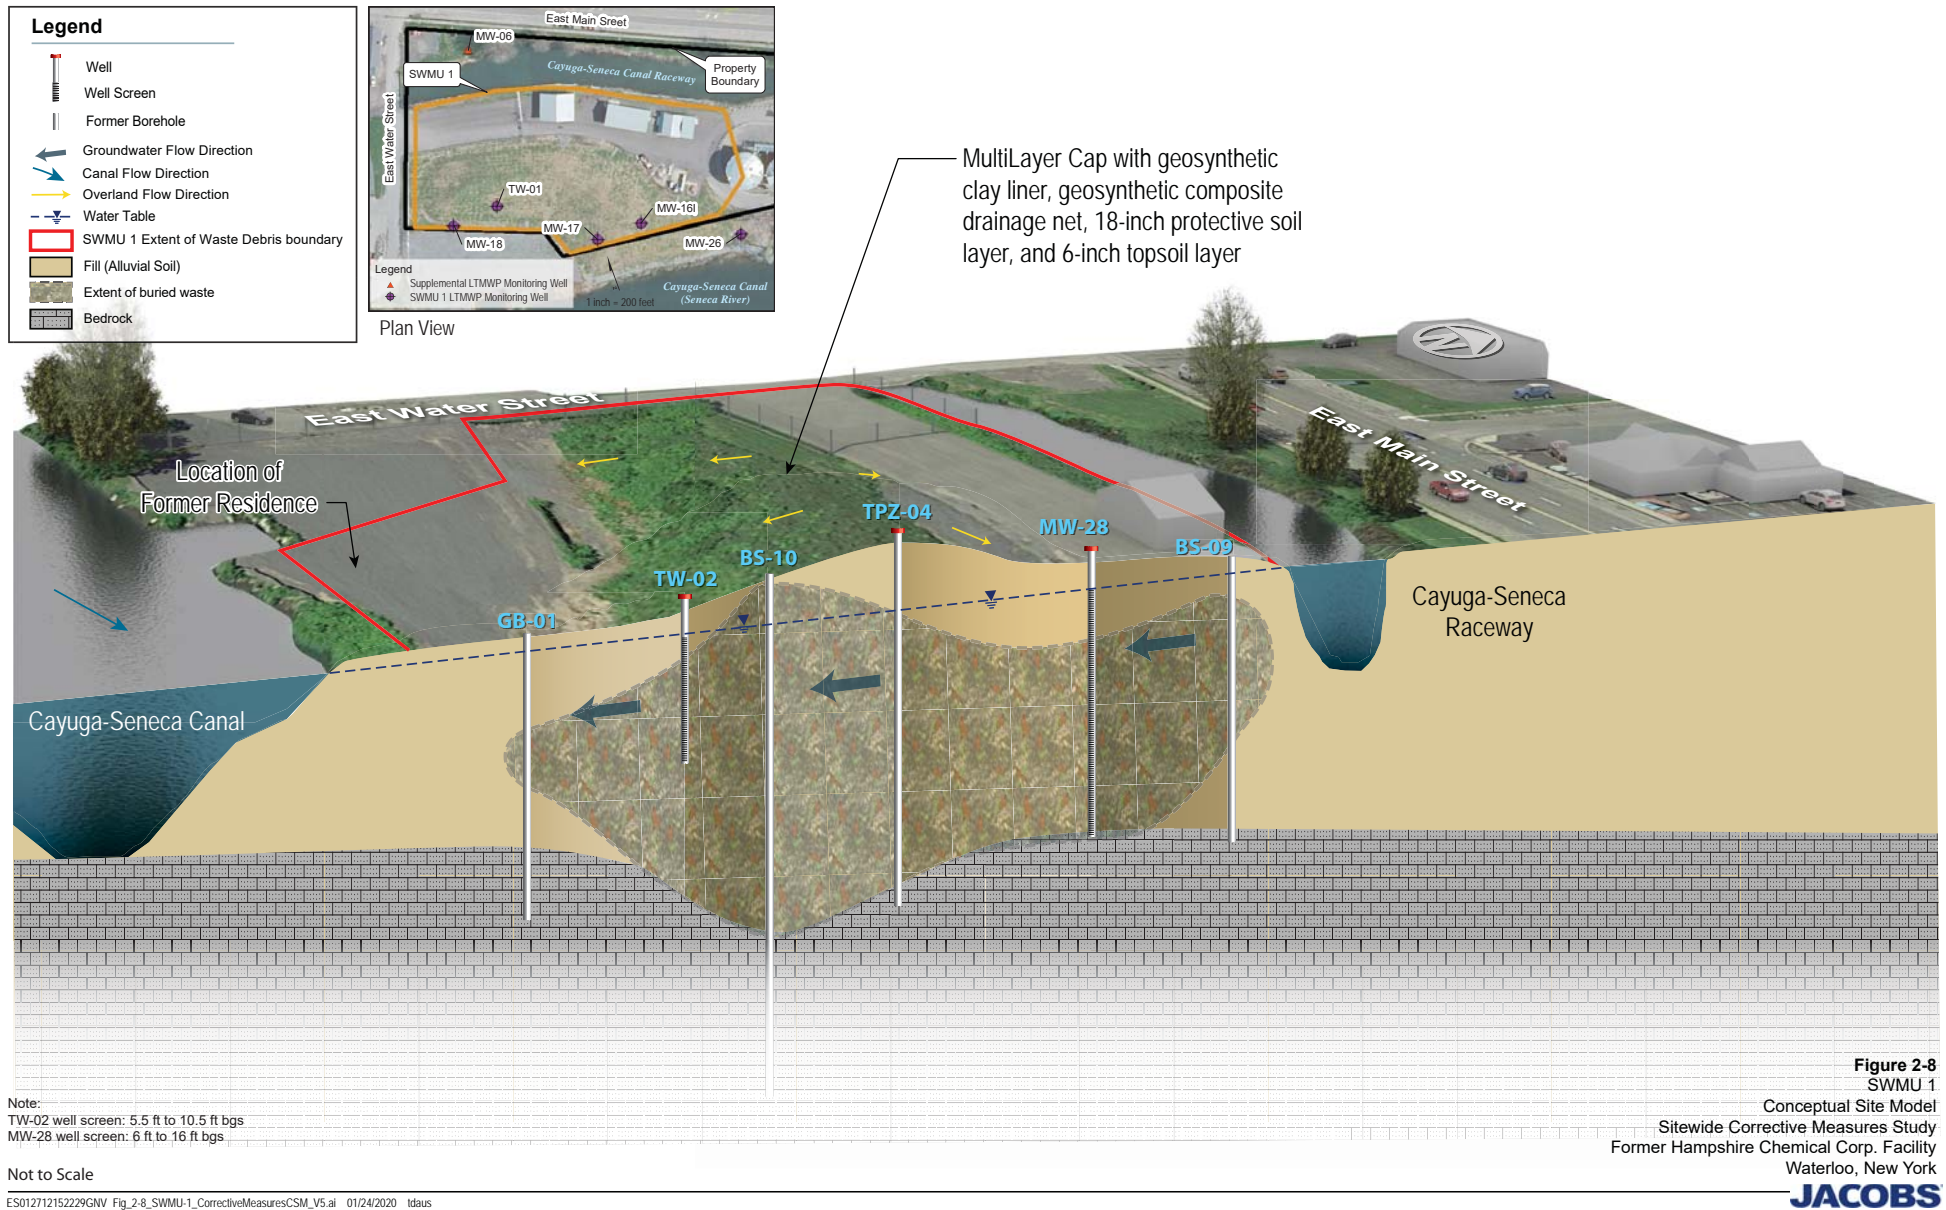 Legend
Well
Well Screen
Former Borehole
Groundwater Flow Direction
Canal Flow Direction
Overland Flow Direction
Water Table
SWMU 1 Extent of Waste Debris boundary
Fill (Alluvial Soil)
Extent of buried waste
Bedrock
East Main Sreet
MW-06
Cayuga-Seneca Canal Raceway
SWMU 1
Property
Boundary
East Water Street
TW-01
MW-16I
MW-17
MW-18
MW-26
Legend
Supplemental LTMWP Monitoring Well
SWMU 1 LTMWP Monitoring Well
1 inch = 200 feet
Cayuga-Seneca Canal
(Seneca River)
Plan View
MultiLayer Cap with geosynthetic
clay liner, geosynthetic composite
drainage net, 18-inch protective soil
layer, and 6-inch topsoil layer
East Water Street
East Main Street
Location of
Former Residence
TPZ-04
MW-28
BS-09
BS-10
TW-02
GB-01
Cayuga-Seneca
Raceway
Cayuga-Seneca Canal
Figure 2-8
SWMU 1
Conceptual Site Model
Sitewide Corrective Measures Study
Former Hampshire Chemical Corp. Facility
Waterloo, New York
Note:
TW-02 well screen: 5.5 ft to 10.5 ft bgs
MW-28 well screen: 6 ft to 16 ft bgs
Not to Scale
JACOBS
ES012712152229GNV Fig_2-8_SWMU-1_CorrectiveMeasuresCSM_V5.ai 01/24/2020 tdaus